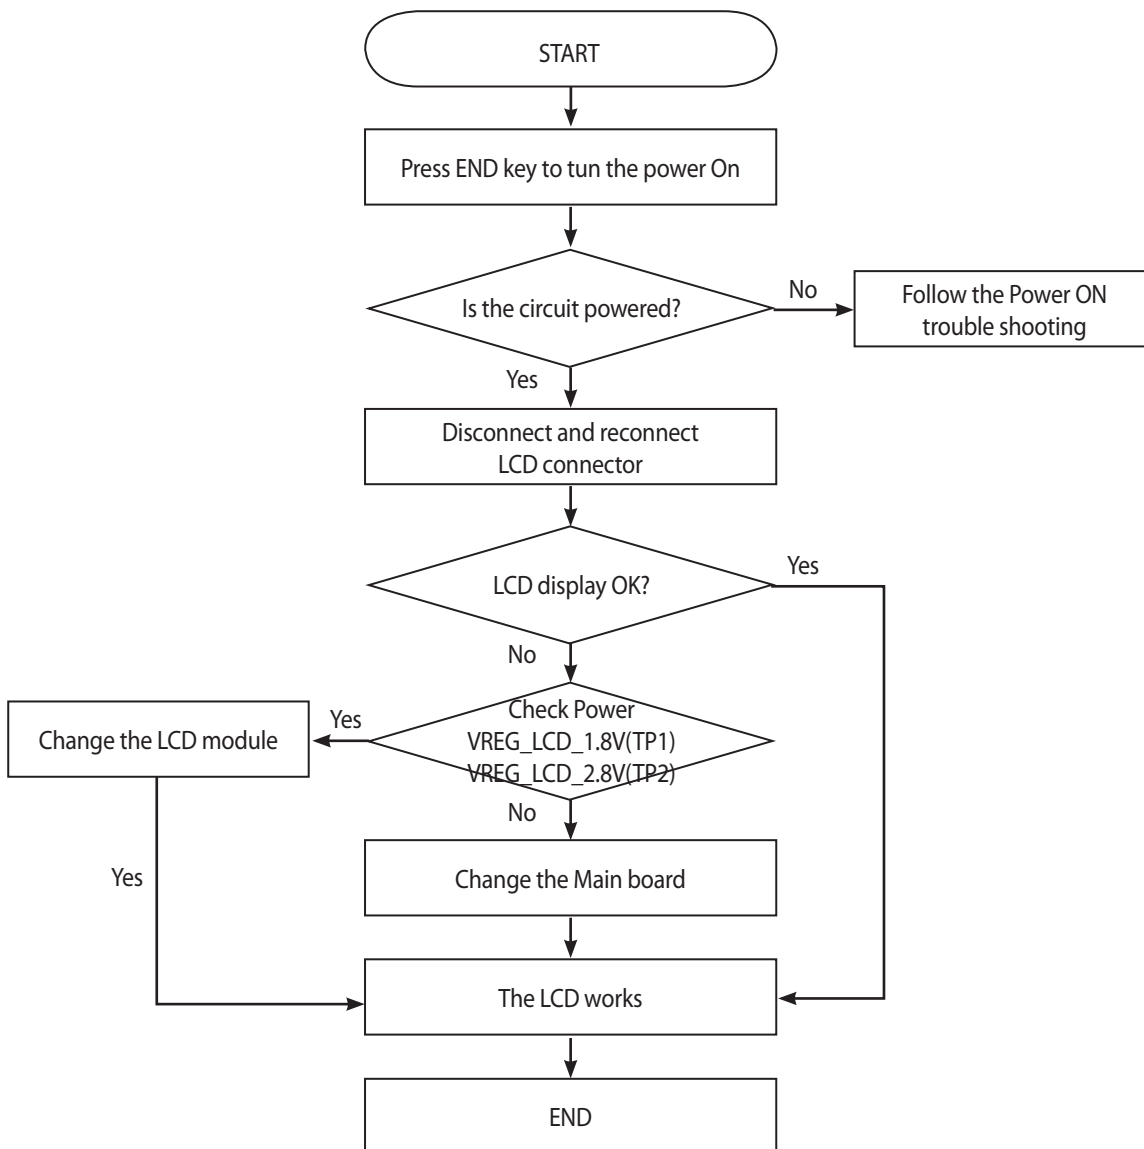 START
Press END key to tun the power On
Is the circuit powered?
No
Follow the Power ON
trouble shooting
Yes
Disconnect and reconnect
LCD connector
LCD display OK?
Yes
No
Check Power
VREG_LCD_1.8V(TP1)
VREG_LCD_2.8V(TP2)
Yes
Change the LCD module
No
Yes
Change the Main board
The LCD works
END